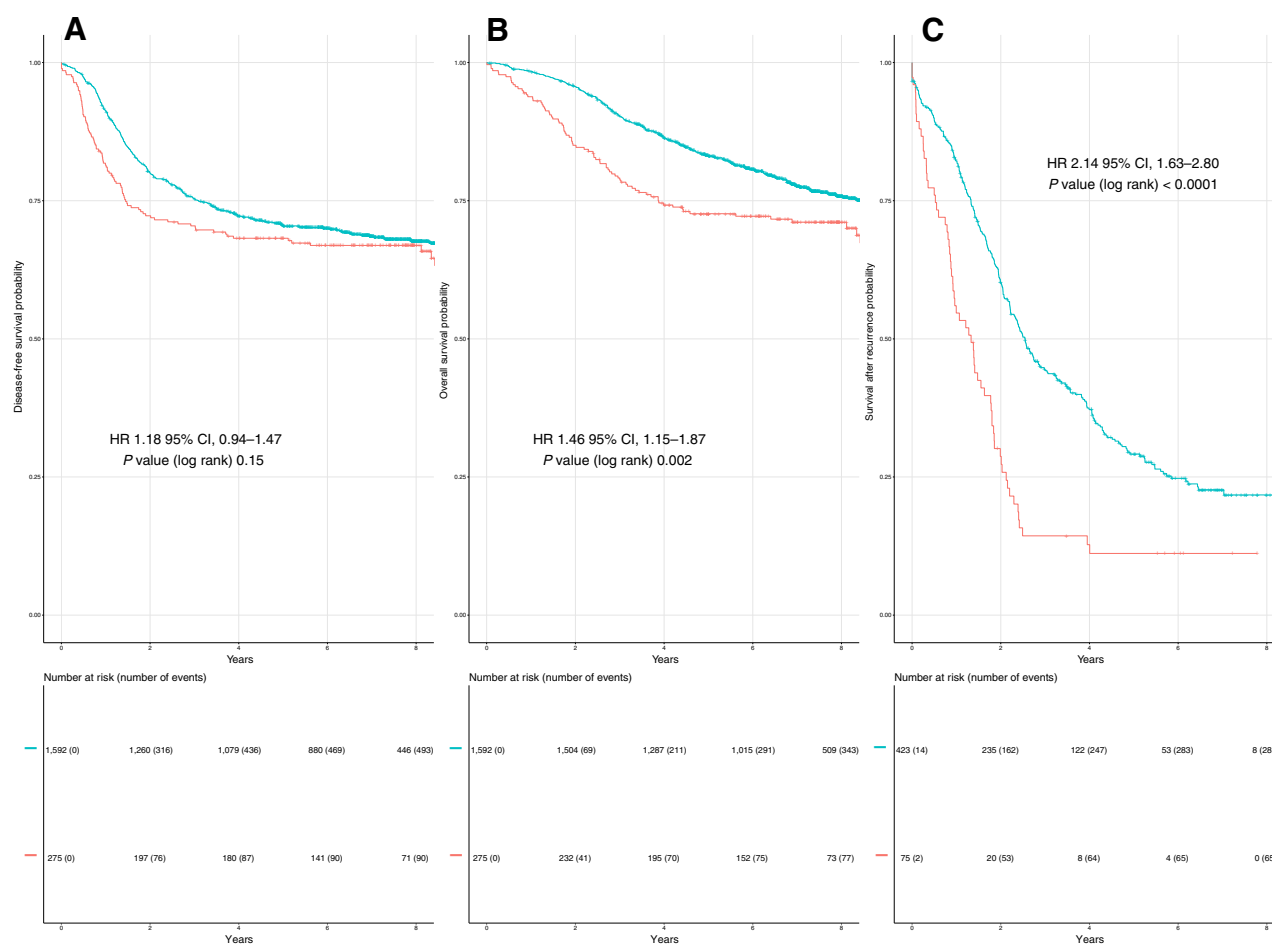 A
B
C
Disease-free survival probability
1.00
0.75
0.50
0.25
0.00
HR 1.18 95% CI, 0.94–1.47
P value (log rank) 0.15
0 2 4 6 8
Years
Overall survival probability
1.00
0.75
0.50
0.25
0.00
HR 1.46 95% CI, 1.15–1.87
P value (log rank) 0.002
0 2 4 6 8
Years
Survival after recurrence probability
1.00
0.75
0.50
0.25
0.00
HR 2.14 95% CI, 1.63–2.80
P value (log rank) < 0.0001
0 2 4 6 8
Years
Number at risk (number of events)
1,592 (0) 1,260 (316) 1,079 (436) 880 (469) 446 (493)
275 (0) 197 (76) 180 (87) 141 (90) 71 (90)
0 2 4 6 8
Years
Number at risk (number of events)
1,592 (0) 1,504 (69) 1,287 (211) 1,015 (291) 509 (343)
275 (0) 232 (41) 195 (70) 152 (75) 73 (77)
0 2 4 6 8
Years
Number at risk (number of events)
423 (14) 235 (162) 122 (247) 53 (283) 8 (28
75 (2) 20 (53) 8 (64) 4 (65) 0 (65
0 2 4 6 8
Years